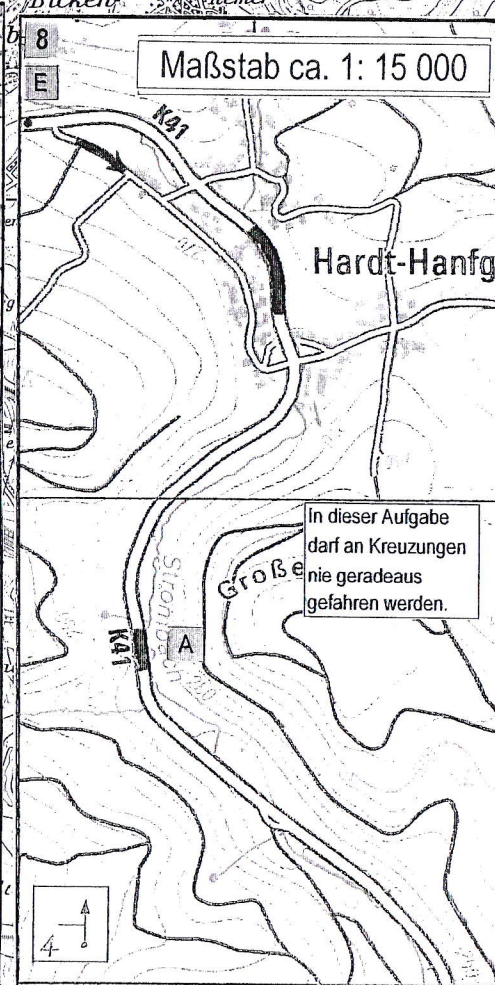 8
E
Maßstab ca. 1: 15 000
K41
Hardt-Hanfg
In dieser Aufgabe
darf an Kreuzungen
nie geradeaus
gefahren werden.
Große
K41
A
4